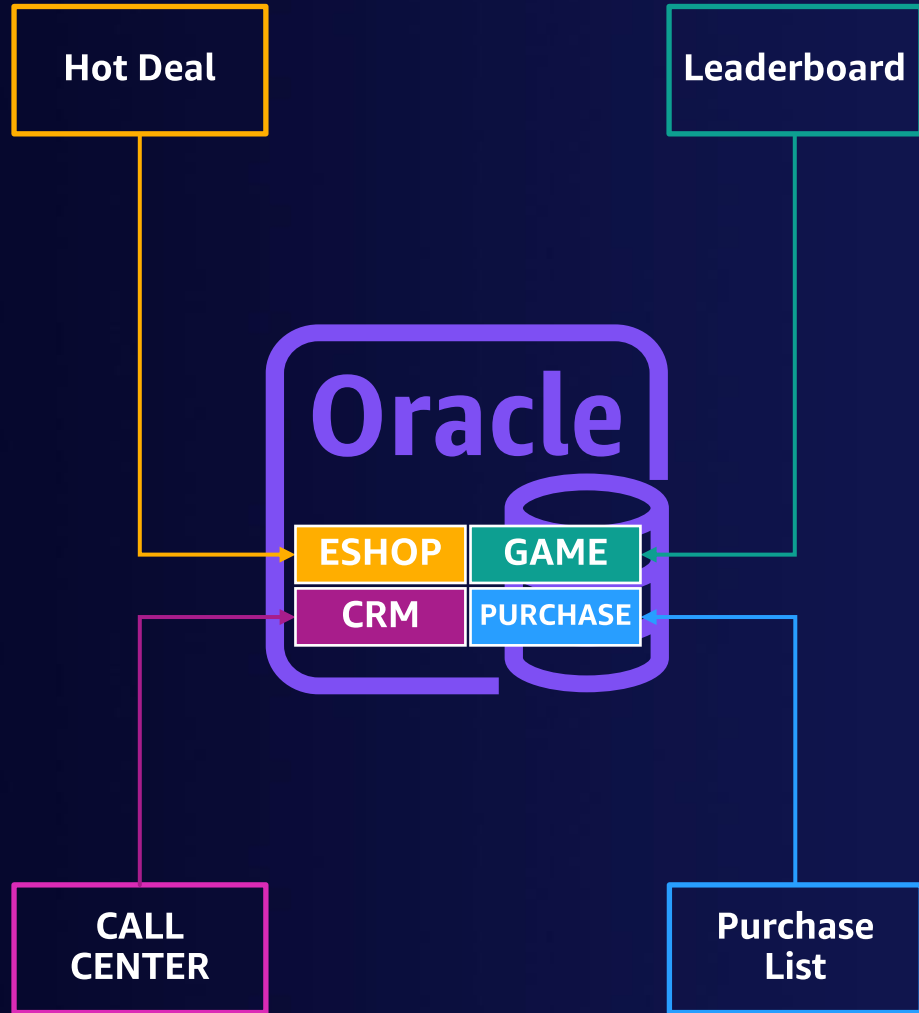 Hot Deal
Leaderboard
Oracle
ESHOP
GAME
CRM
PURCHASE
CALL
CENTER
Purchase
List